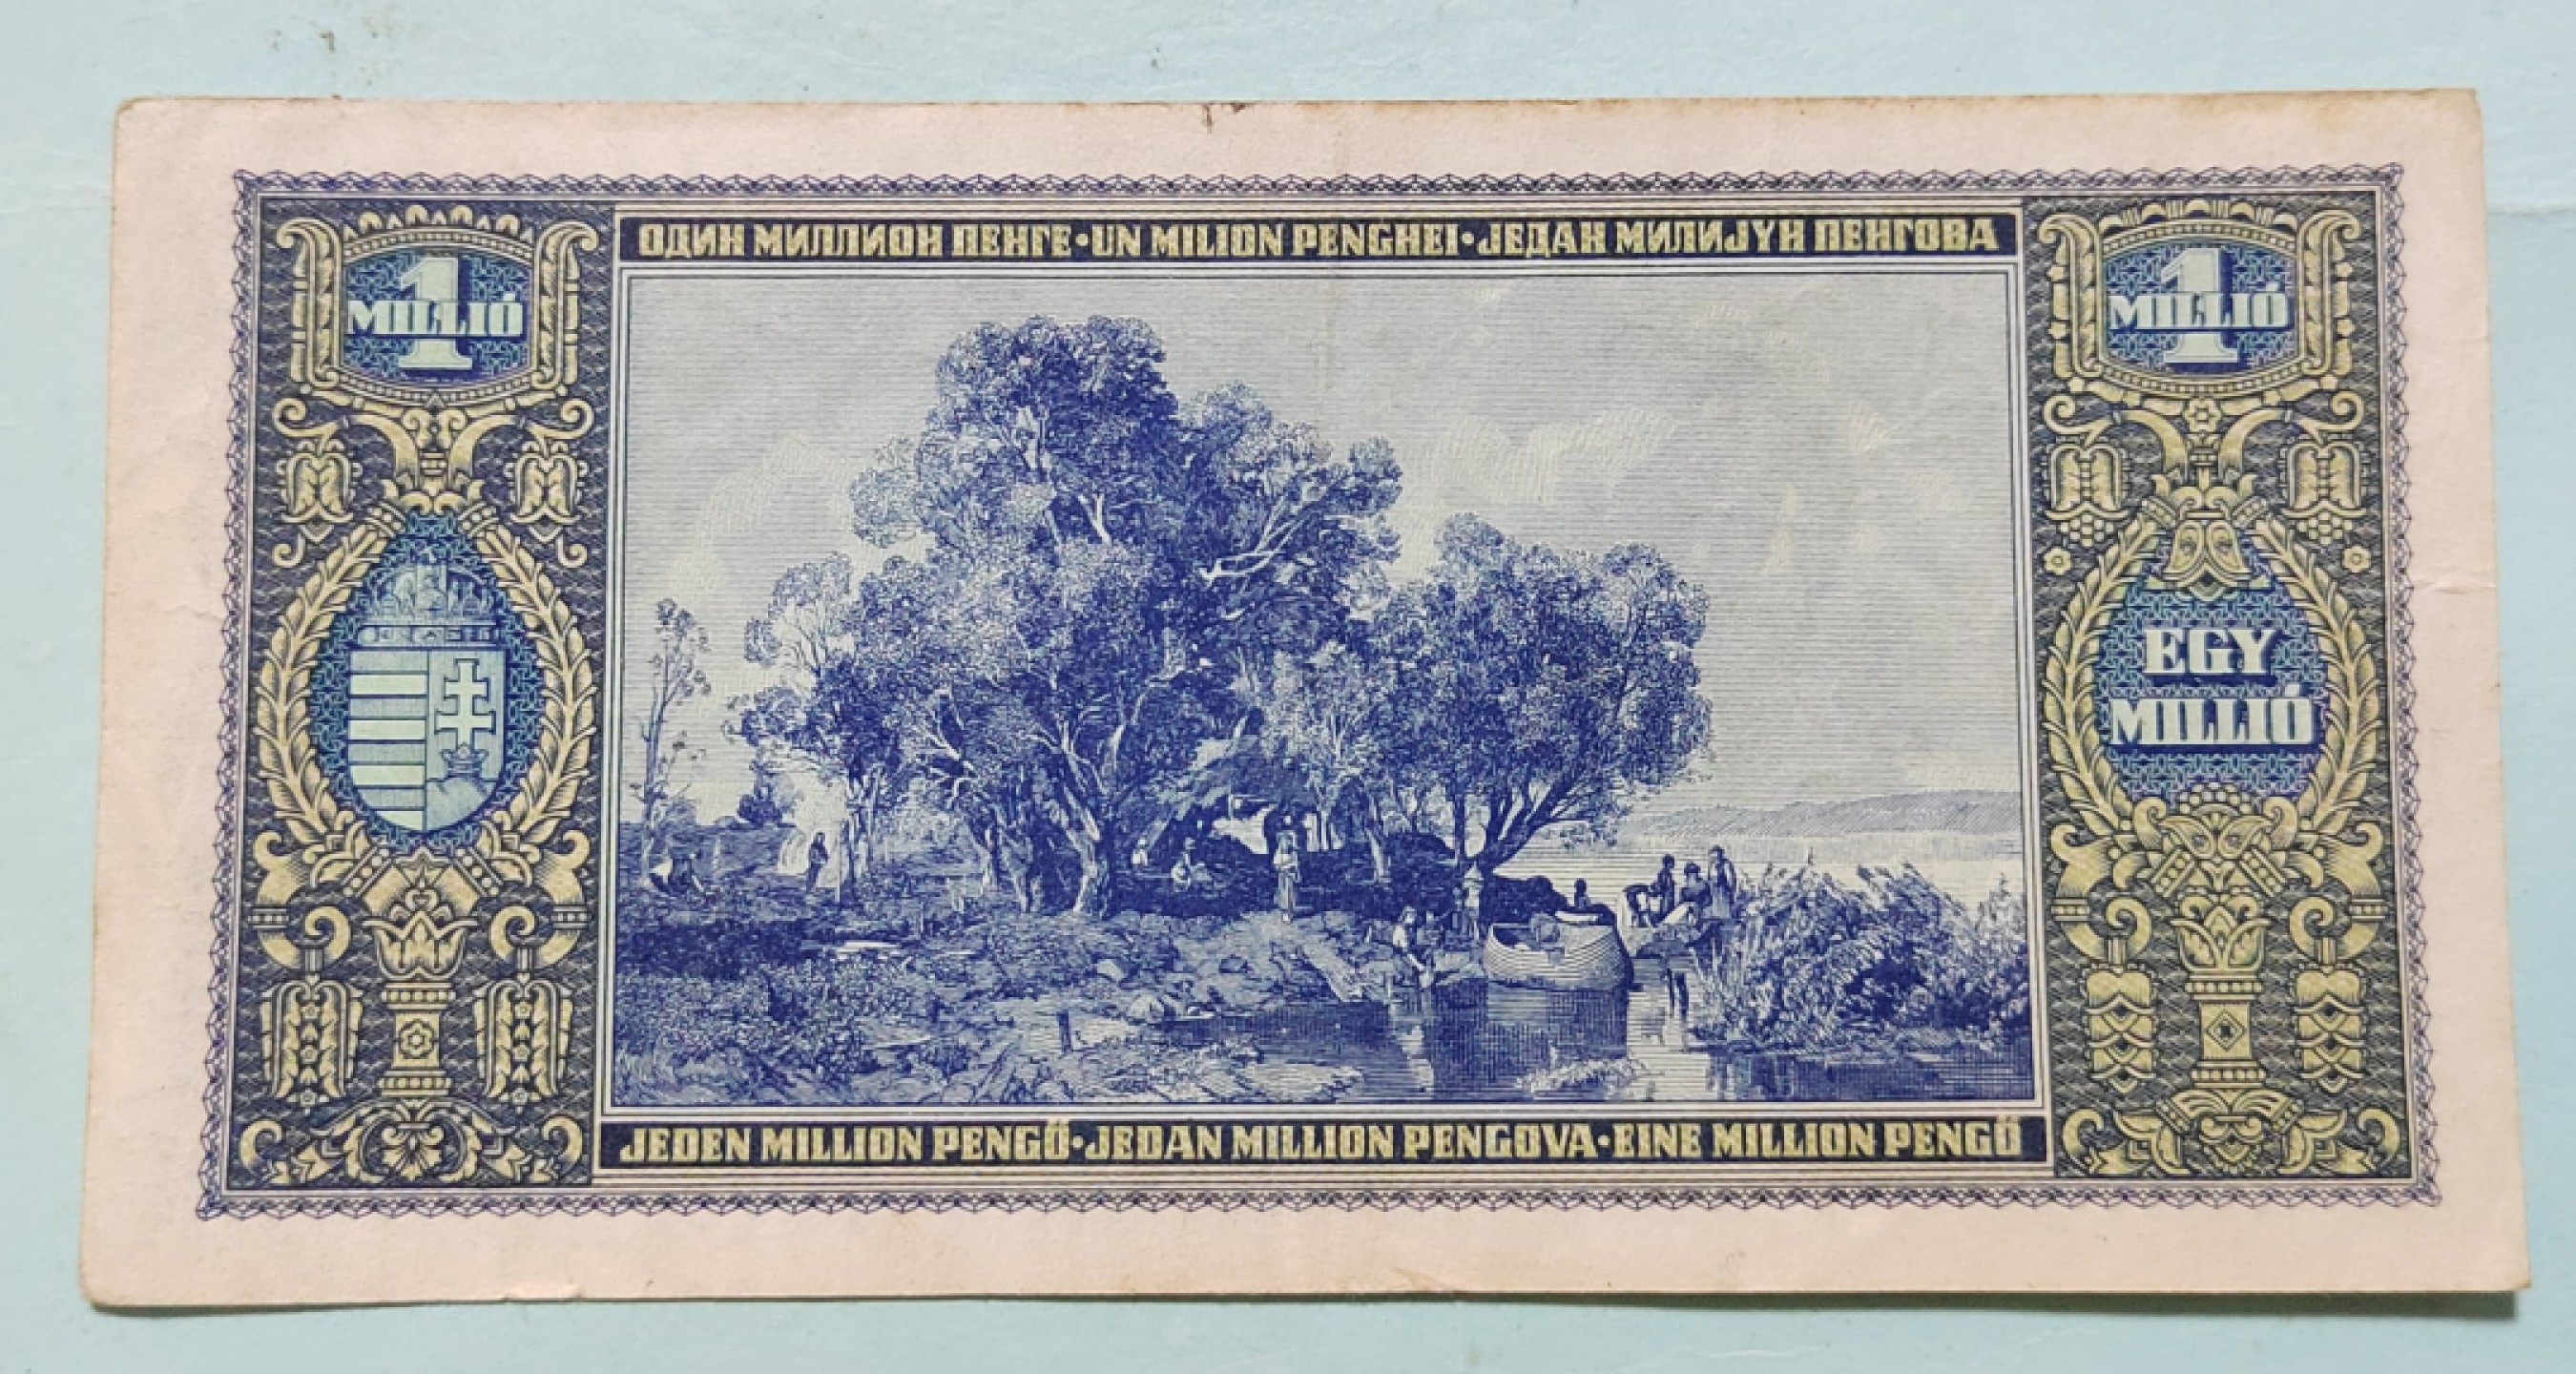 ОДИН МИЛЛИОН ПЕНГЕ•UN MILION PENGHEI•ЈЕДАН МИЛИЈУН ПЕНГОВА
1
MILLIÓ
1
MILLIÓ
EGY
MILLIÓ
JEDEN MILLION PENGŐ•JEDAN MILLION PENGOVA•EINE MILLION PENGŐ